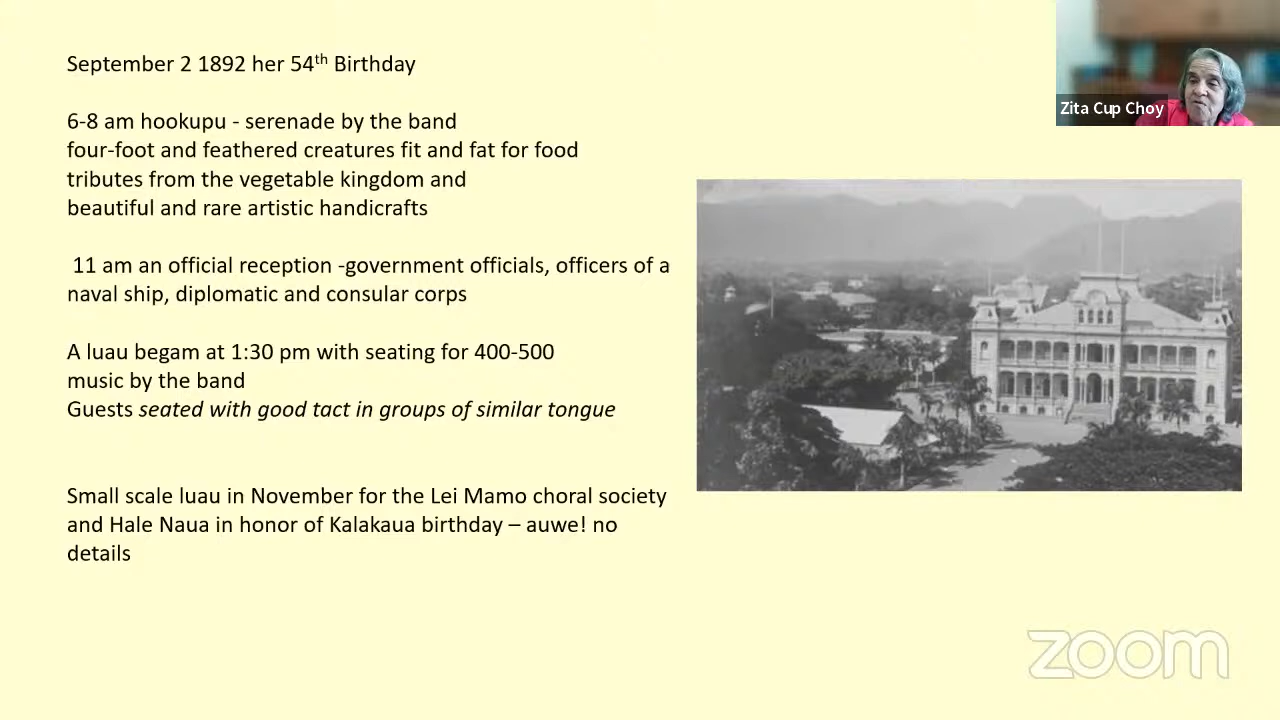 September 2 1892 her 54th Birthday
6-8 am hookupu - serenade by the band
four-foot and feathered creatures fit and fat for food
tributes from the vegetable kingdom and
beautiful and rare artistic handicrafts
11 am an official reception -government officials, officers of a
naval ship, diplomatic and consular corps
A luau begam at 1:30 pm with seating for 400-500
music by the band
Guests seated with good tact in groups of similar tongue
Small scale luau in November for the Lei Mamo choral society
and Hale Naua in honor of Kalakaua birthday – auwe! no
details
Zita Cup Choy
zoom